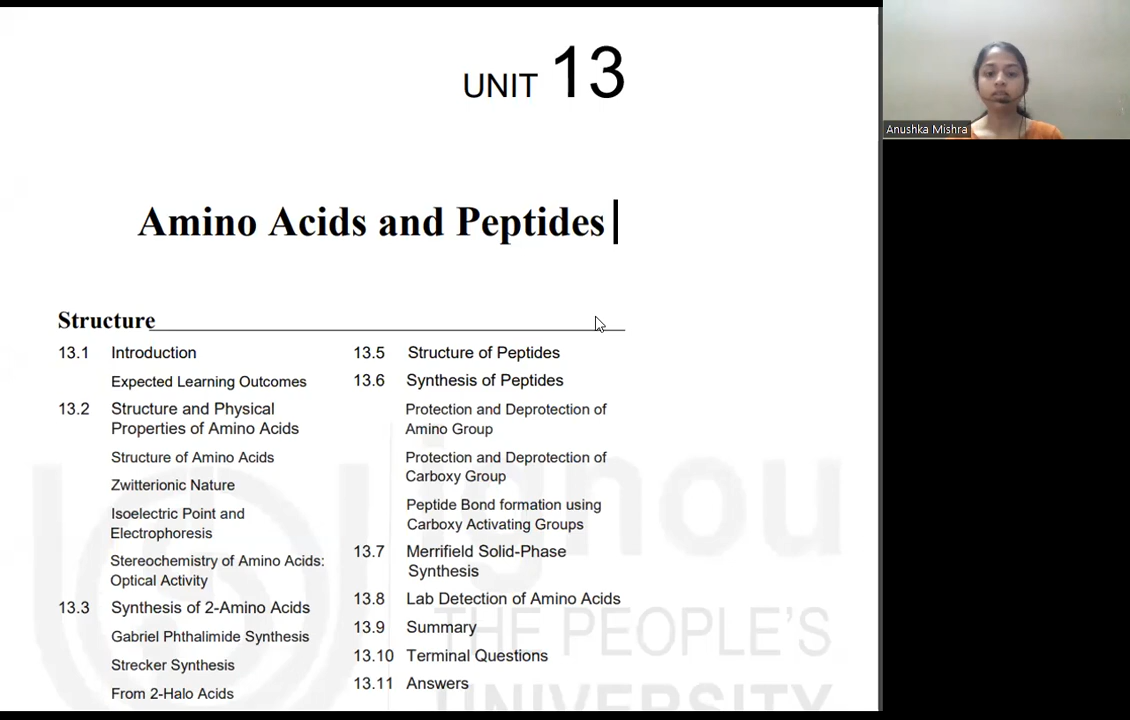 UNIT 13
Amino Acids and Peptides
Structure
13.1 Introduction
Expected Learning Outcomes
13.2 Structure and Physical
Properties of Amino Acids
Structure of Amino Acids
Zwitterionic Nature
Isoelectric Point and
Electrophoresis
Stereochemistry of Amino Acids:
Optical Activity
13.3 Synthesis of 2-Amino Acids
Gabriel Phthalimide Synthesis
Strecker Synthesis
From 2-Halo Acids
13.5 Structure of Peptides
13.6 Synthesis of Peptides
Protection and Deprotection of
Amino Group
Protection and Deprotection of
Carboxy Group
Peptide Bond formation using
Carboxy Activating Groups
13.7 Merrifield Solid-Phase
Synthesis
13.8 Lab Detection of Amino Acids
13.9 Summary
13.10 Terminal Questions
13.11 Answers
ignou
THE PEOPLE'S
UNIVERSITY
Anushka Mishra